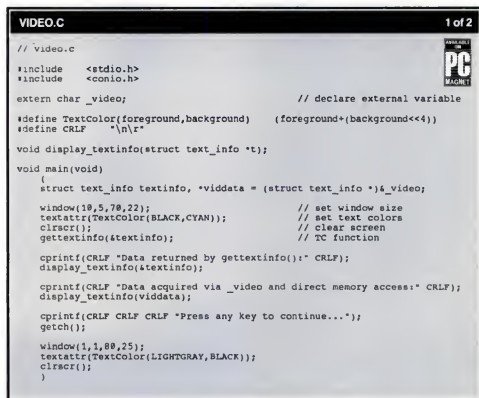 VIDEO.C 1 of 2
AVAILABLE
ON
PC
MAGNET
// video.c
#include <stdio.h>
#include <conio.h>
extern char _video; // declare external variable
#define TextColor(foreground,background) (foreground+(background<<4))
#define CRLF "\n\r"
void display_textinfo(struct text_info *t);
void main(void)
{
struct text_info textinfo, *viddata = (struct text_info *)&_video;
window(10,5,70,22); // set window size
textattr(TextColor(BLACK,CYAN)); // set text colors
clrscr(); // clear screen
gettextinfo(&textinfo); // TC function
cprintf(CRLF "Data returned by gettextinfo():" CRLF);
display_textinfo(&textinfo);
cprintf(CRLF "Data acquired via _video and direct memory access:" CRLF);
display_textinfo(viddata);
cprintf(CRLF CRLF CRLF "Press any key to continue...");
getch();
window(1,1,80,25);
textattr(TextColor(LIGHTGRAY,BLACK));
clrscr();
}